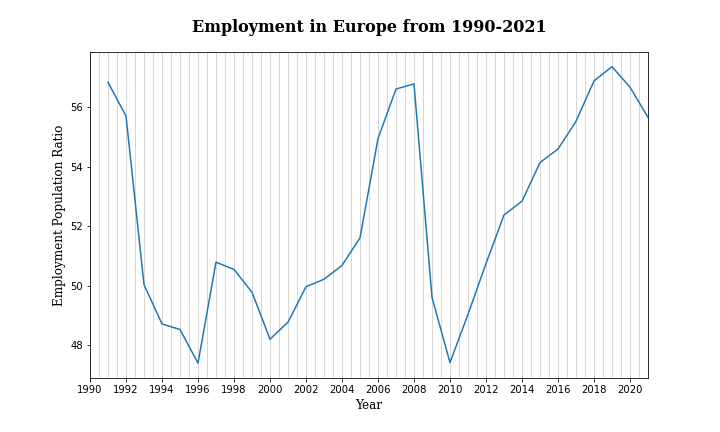 Employment in Europe from 1990-2021
Employment Population Ratio
56
54
52
50
48
1990 1992 1994 1996 1998 2000 2002 2004 2006 2008 2010 2012 2014 2016 2018 2020
Year